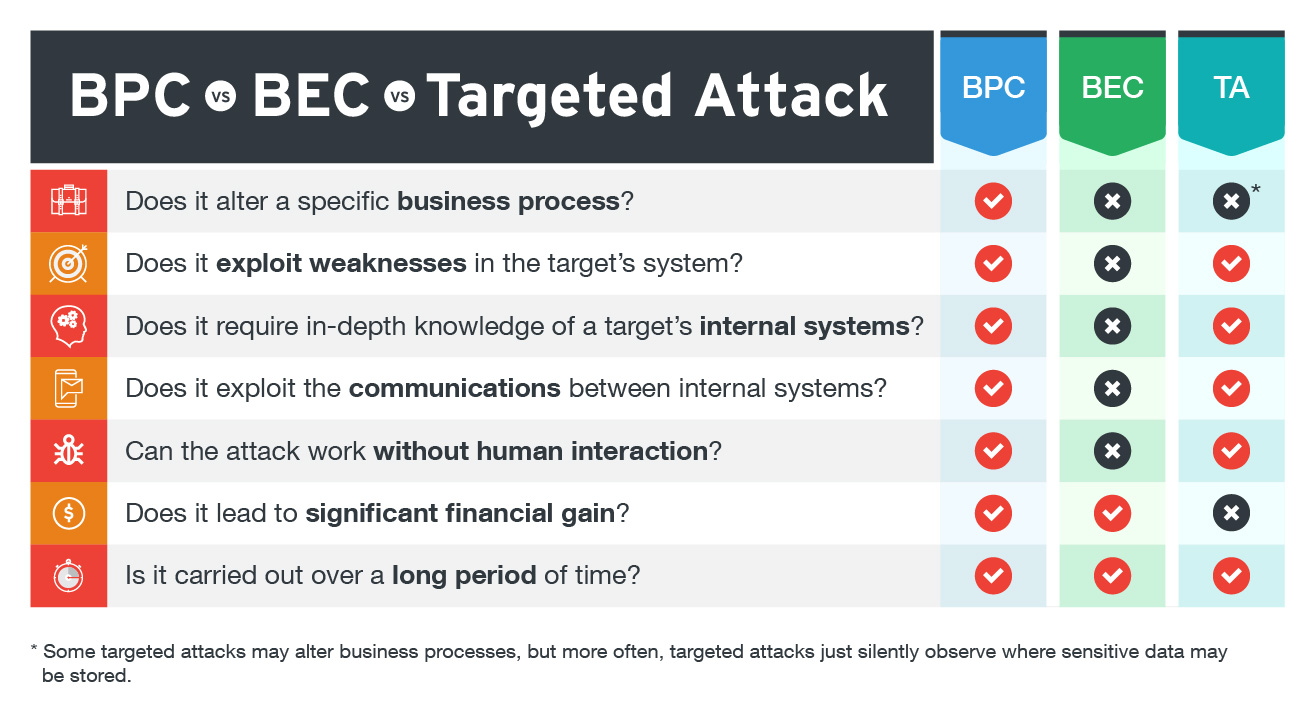 BPC vs BEC vs Targeted Attack
BPC
BEC
TA
Does it alter a specific business process?
*
Does it exploit weaknesses in the target’s system?
Does it require in-depth knowledge of a target’s internal systems?
Does it exploit the communications between internal systems?
Can the attack work without human interaction?
$
Does it lead to significant financial gain?
Is it carried out over a long period of time?
* Some targeted attacks may alter business processes, but more often, targeted attacks just silently observe where sensitive data may
be stored.